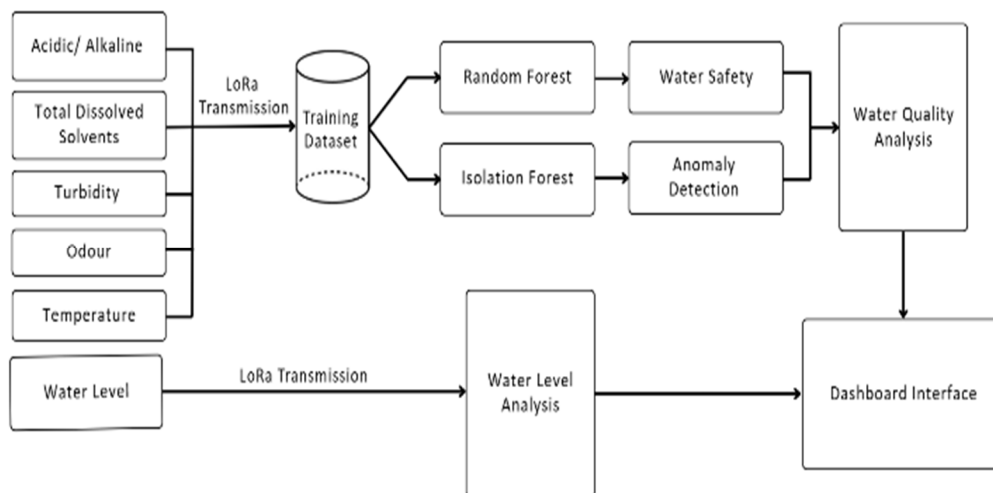 Acidic/ Alkaline
Total Dissolved
Solvents
Turbidity
Odour
Temperature
Water Level
LoRa
Transmission
Training
Dataset
Random Forest
Water Safety
Isolation Forest
Anomaly
Detection
Water Quality
Analysis
LoRa Transmission
Water Level
Analysis
Dashboard Interface